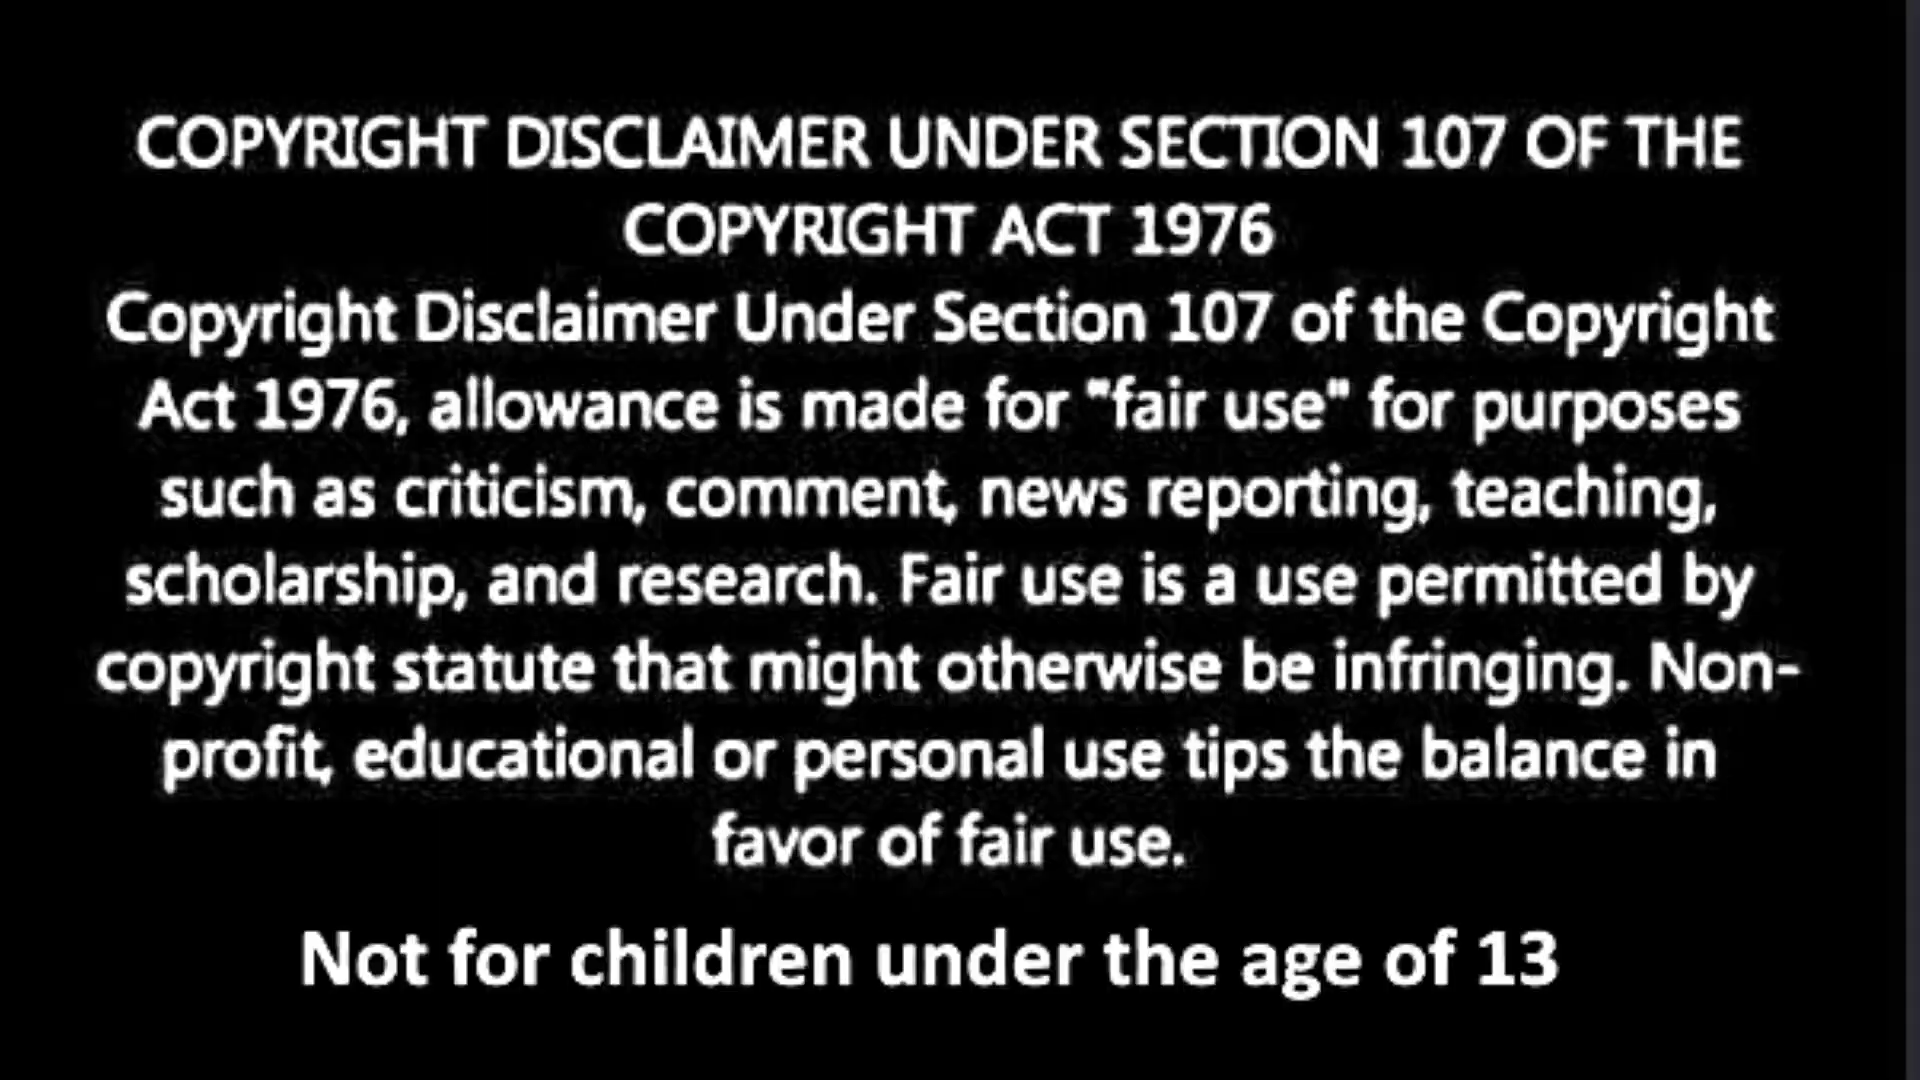 COPYRIGHT DISCLAIMER UNDER SECTION 107 OF THE
COPYRIGHT ACT 1976
Copyright Disclaimer Under Section 107 of the Copyright
Act 1976, allowance is made for "fair use" for purposes
such as criticism, comment, news reporting, teaching,
scholarship, and research. Fair use is a use permitted by
copyright statute that might otherwise be infringing. Non-
profit, educational or personal use tips the balance in
favor of fair use.
Not for children under the age of 13